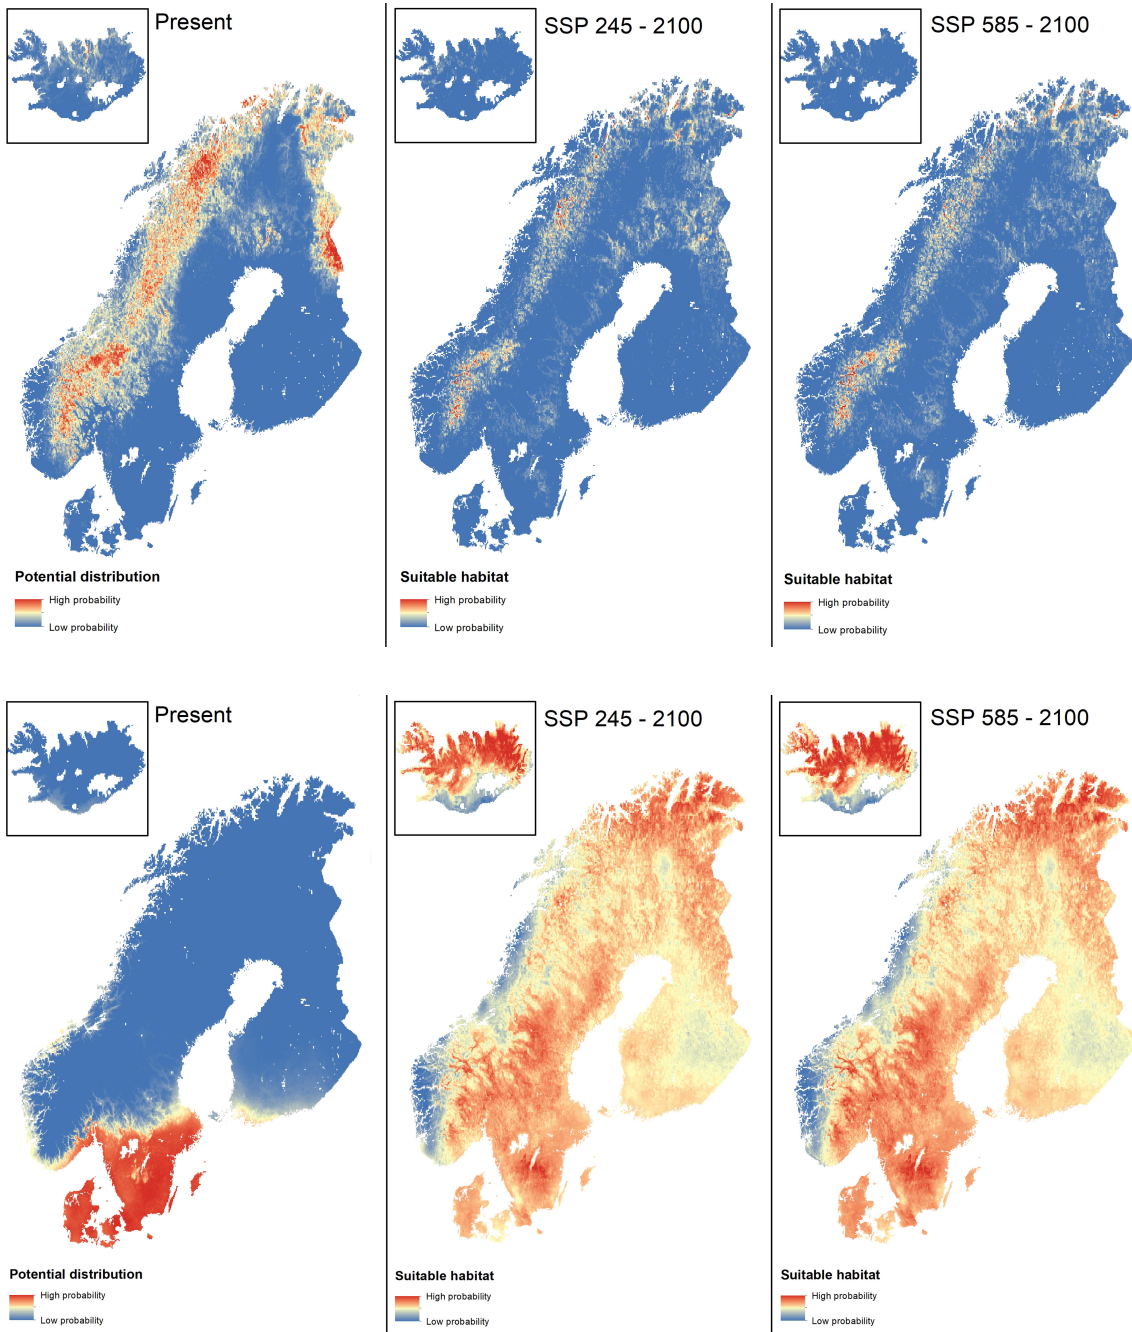 Present
SSP 245 - 2100
SSP 585 - 2100
Potential distribution
High probability
Low probability
Suitable habitat
High probability
Low probability
Suitable habitat
High probability
Low probability
Present
SSP 245 - 2100
SSP 585 - 2100
Potential distribution
High probability
Low probability
Suitable habitat
High probability
Low probability
Suitable habitat
High probability
Low probability